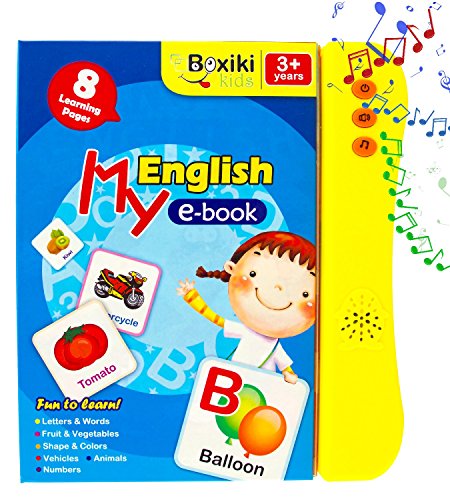 Boxiki
kids
3+
years
8
Learning
Pages
My
English
e-book
Kiwi
rcycle
Tomato
B
Balloon
Fun to learn!
Letters & Words
Fruit & Vegetables
Shape & Colors
Vehicles Animals
Numbers